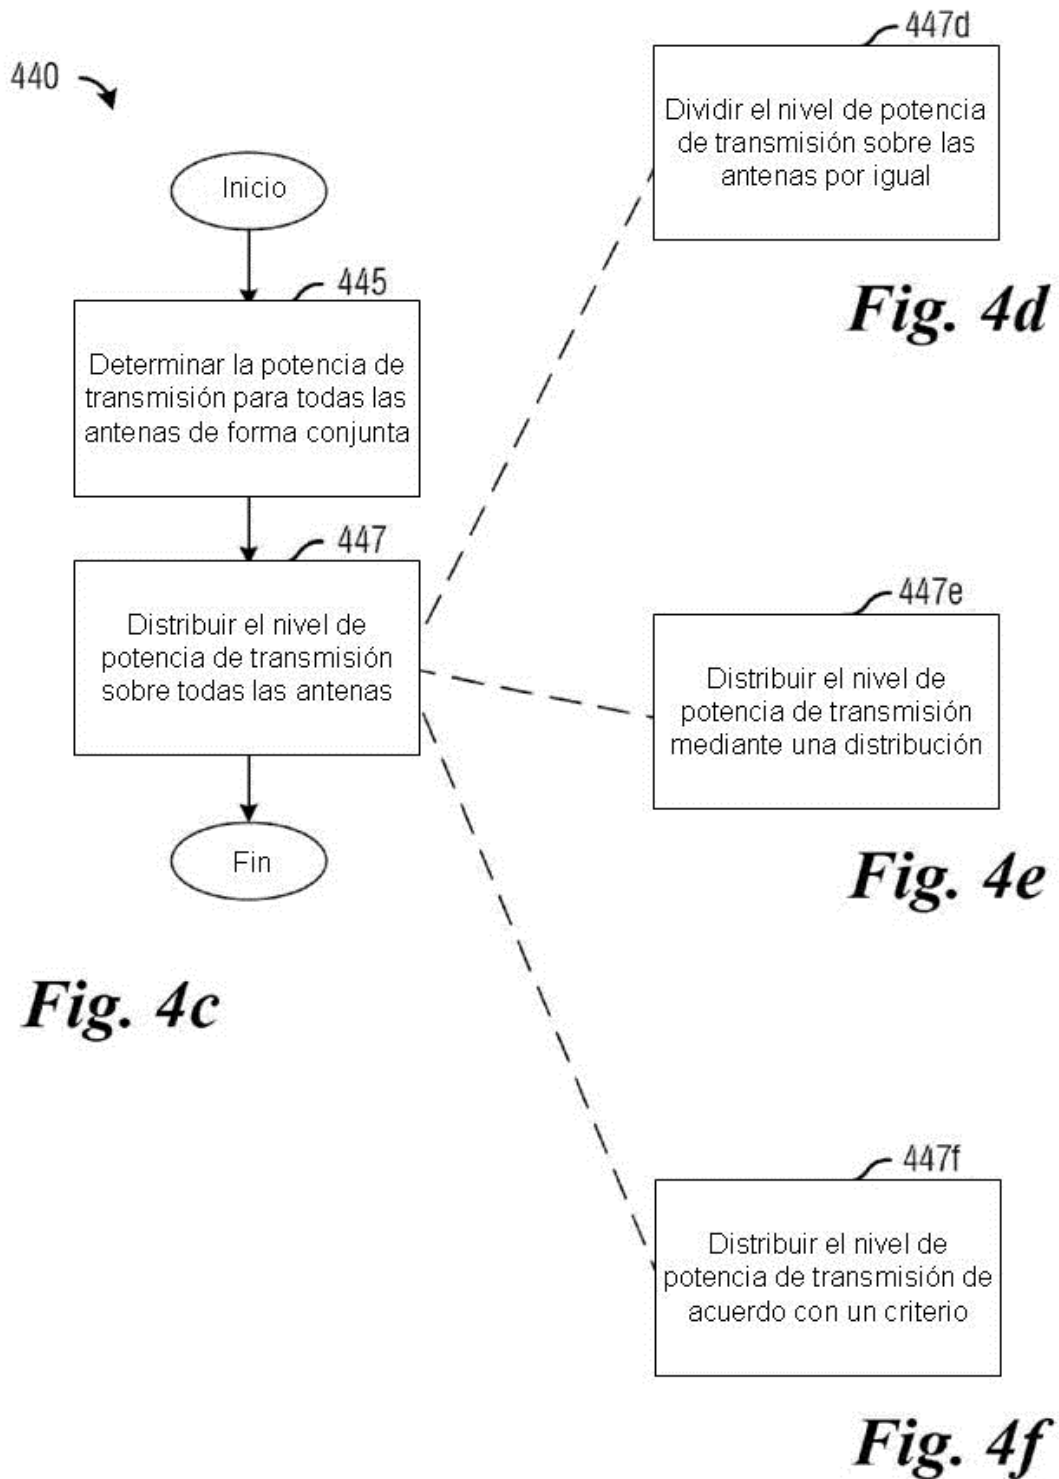 440
Inicio
445
Determinar la potencia de
transmisión para todas las
antenas de forma conjunta
447
Distribuir el nivel de
potencia de transmisión
sobre todas las antenas
Fin
Fig. 4c
447d
Dividir el nivel de potencia
de transmisión sobre las
antenas por igual
Fig. 4d
447e
Distribuir el nivel de
potencia de transmisión
mediante una distribución
Fig. 4e
447f
Distribuir el nivel de
potencia de transmisión de
acuerdo con un criterio
Fig. 4f